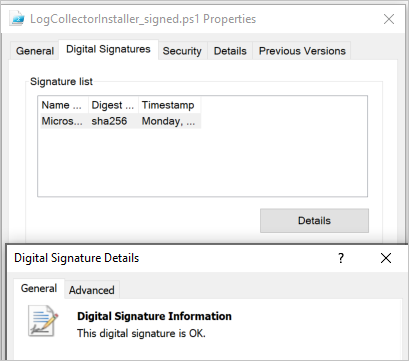 LogCollectorInstaller_signed.ps1 Properties
General Digital Signatures Security Details Previous Versions
Signature list
Name ... Digest ... Timestamp
Micros... sha256 Monday, ...
Details
Digital Signature Details ?
General Advanced
Digital Signature Information
This digital signature is OK.